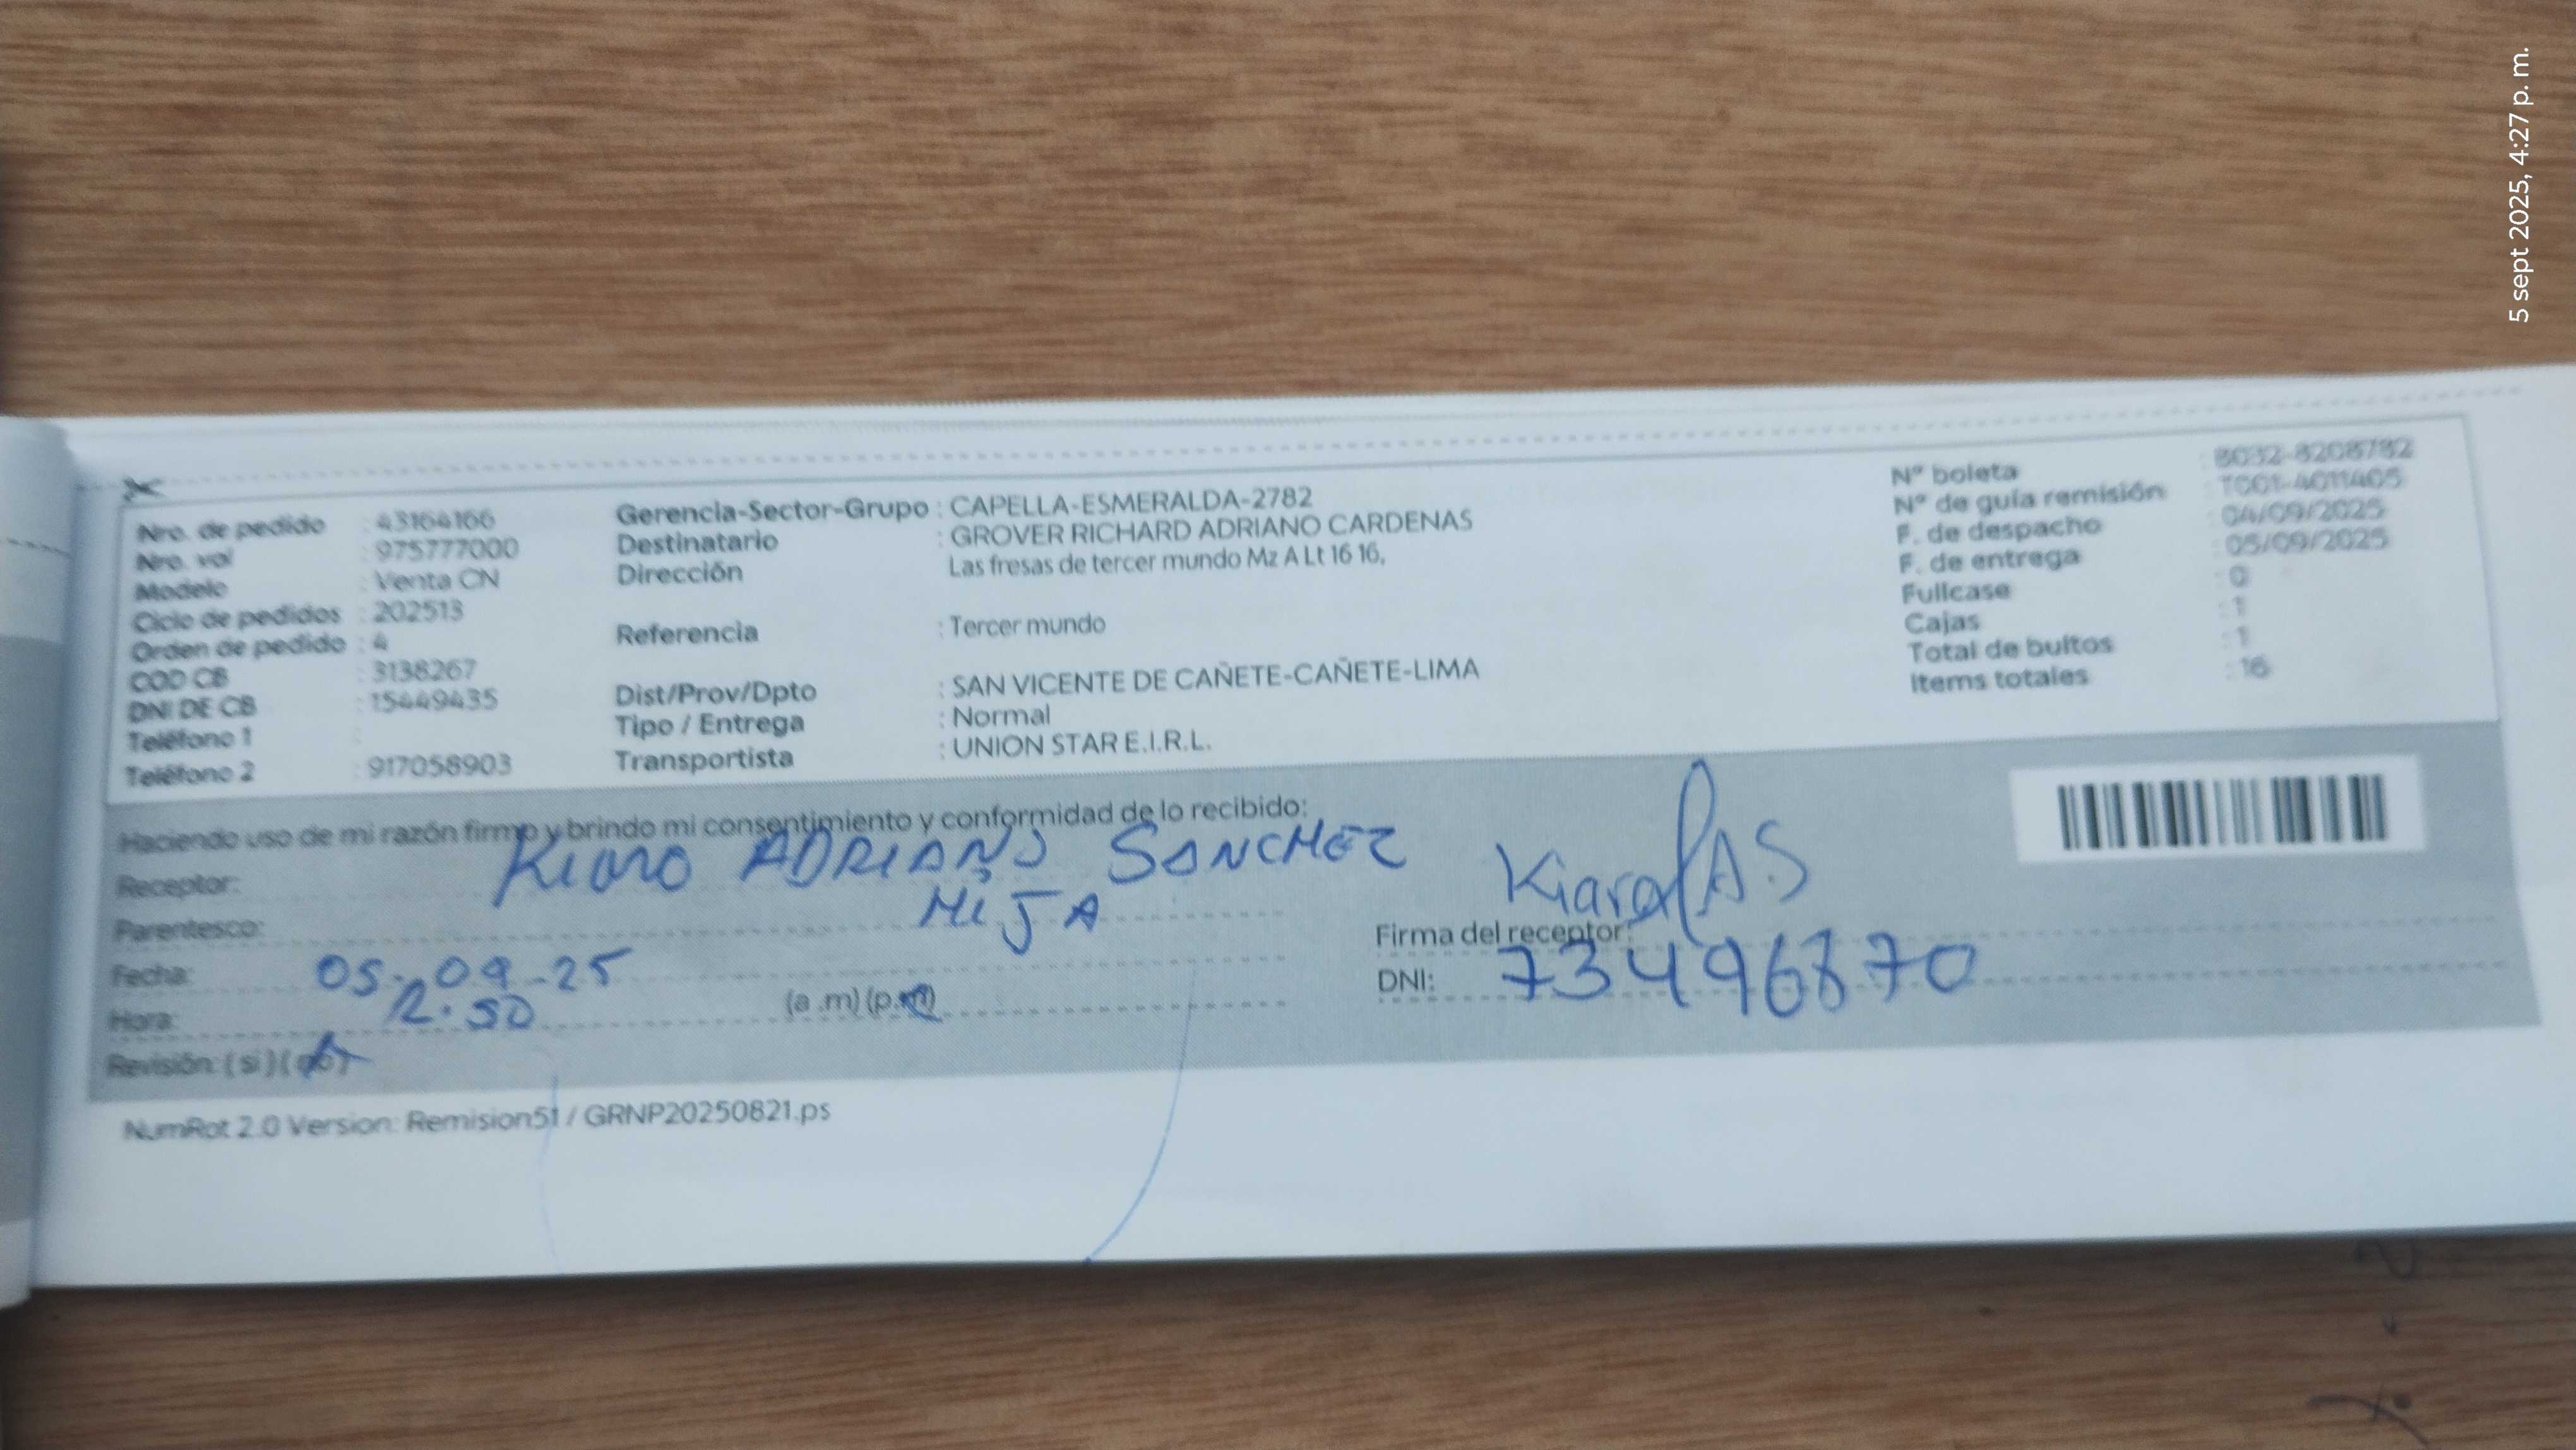 5 sept 2025, 4:27 p. m.
Nro. de pedido : 43164166
Nro. vol : 975777000
Modelo : Venta CN
Ciclo de pedidos : 202513
Orden de pedido : 4
COD CB : 3138267
DNI DE CB : 15449435
Teléfono 1 :
Teléfono 2 : 917058903
Gerencia-Sector-Grupo : CAPELLA-ESMERALDA-2782
Destinatario : GROVER RICHARD ADRIANO CARDENAS
Dirección Las fresas de tercer mundo Mz A Lt 16 16,
Referencia : Tercer mundo
Dist/Prov/Dpto : SAN VICENTE DE CAÑETE-CAÑETE-LIMA
Tipo / Entrega : Normal
Transportista : UNION STAR E.I.R.L.
N° boleta : B032-8208782
N° de guía remisión : T001-4011405
F. de despacho : 04/09/2025
F. de entrega : 05/09/2025
Fullcase : 0
Cajas : 1
Total de bultos : 1
Items totales : 16
Haciendo uso de mi razón firmo y brindo mi consentimiento y conformidad de lo recibido:
Receptor: Kiara ADRIANO SANCHEZ
Parentesco: HiJA
Fecha: 05-09-25
Hora: 12:50 (a .m) (p.m)
Revisión: ( si ) ( no )
Kiara A.S
Firma del receptor:
DNI: 73496870
NumRot 2.0 Version: Remision51 / GRNP20250821.ps